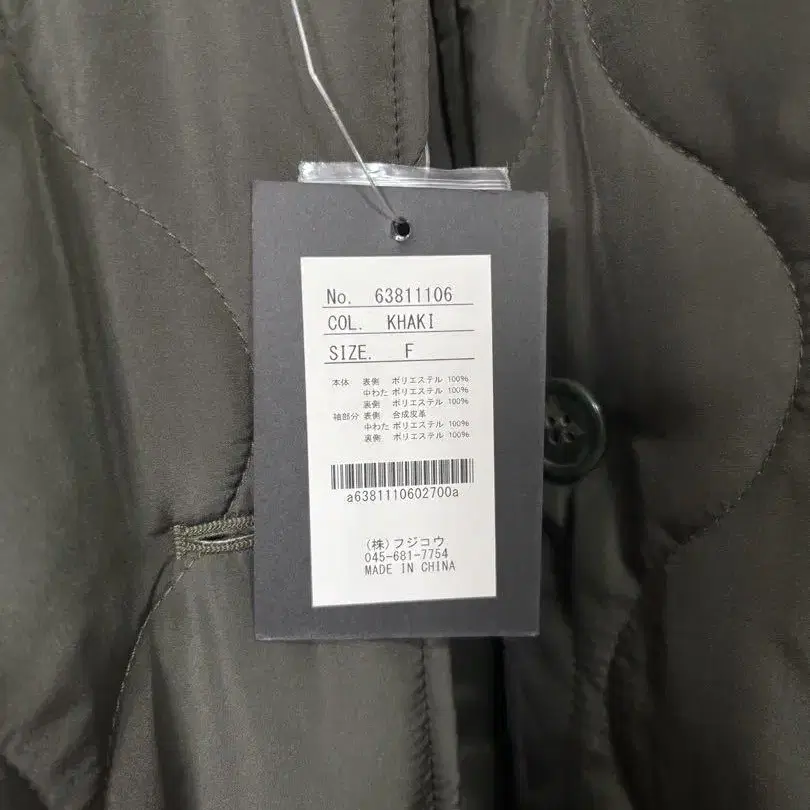 No. 63811106
COL. KHAKI
SIZE. F
本体 表側 ポリエステル 100%
中わた ポリエステル 100%
裏側 ポリエステル 100%
袖部分 表側 合成皮革
中わた ポリエステル 100%
裏側 ポリエステル 100%
a6381110602700a
(株)フジコウ
045-681-7754
MADE IN CHINA